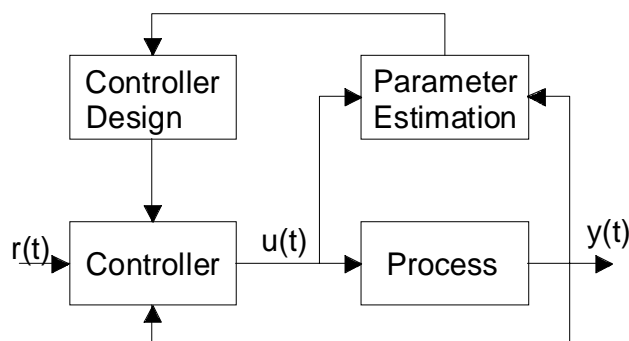 Controller
Design
Parameter
Estimation
r(t)
Controller
u(t)
Process
y(t)